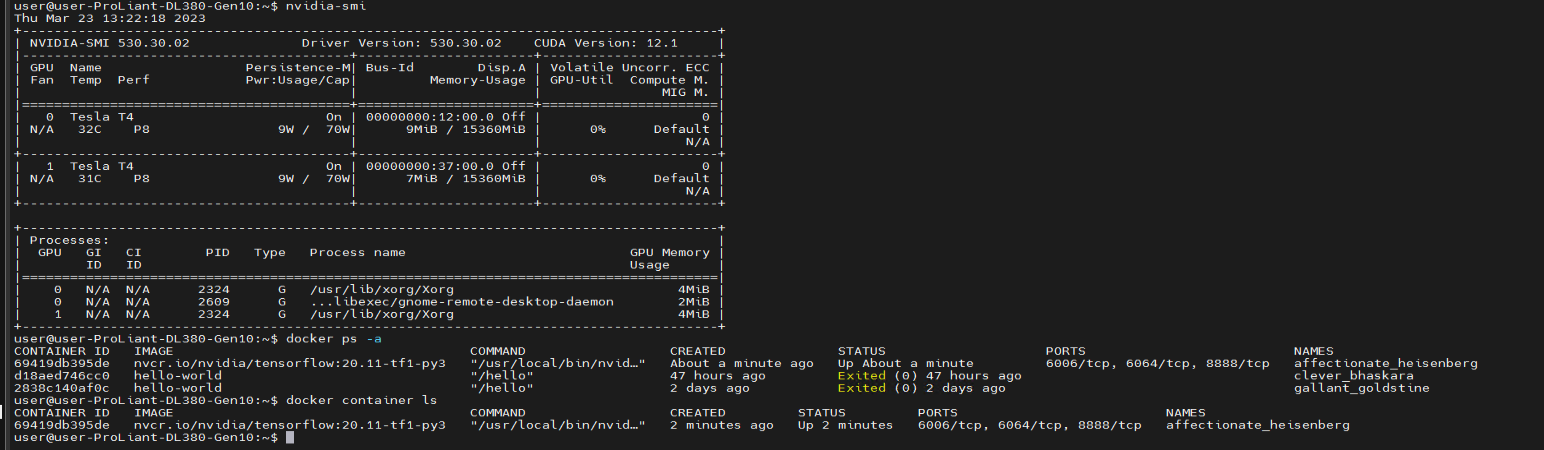 user@user-ProLiant-DL380-Gen10:~$ nvidia-smi
Thu Mar 23 13:22:18 2023
+-----------------------------------------------------------------------------------------+
| NVIDIA-SMI 530.30.02              Driver Version: 530.30.02    CUDA Version: 12.1     |
|-----------------------------------------+----------------------+----------------------+
| GPU  Name                  Persistence-M| Bus-Id        Disp.A | Volatile Uncorr. ECC |
| Fan  Temp  Perf            Pwr:Usage/Cap|         Memory-Usage | GPU-Util  Compute M. |
|                                         |                      |               MIG M. |
|=========================================+======================+======================|
|   0  Tesla T4                        On | 00000000:12:00.0 Off |                    0 |
| N/A   32C    P8                9W /  70W|      9MiB / 15360MiB |      0%      Default |
|                                         |                      |                  N/A |
+-----------------------------------------+----------------------+----------------------+
|   1  Tesla T4                        On | 00000000:37:00.0 Off |                    0 |
| N/A   31C    P8                9W /  70W|      7MiB / 15360MiB |      0%      Default |
|                                         |                      |                  N/A |
+-----------------------------------------+----------------------+----------------------+
+---------------------------------------------------------------------------------------+
| Processes:                                                                            |
|  GPU   GI   CI        PID   Type   Process name                            GPU Memory |
|        ID   ID                                                             Usage      |
|=======================================================================================|
|    0   N/A  N/A      2324      G   /usr/lib/xorg/Xorg                            4MiB |
|    0   N/A  N/A      2609      G   ...libexec/gnome-remote-desktop-daemon        2MiB |
|    1   N/A  N/A      2324      G   /usr/lib/xorg/Xorg                            4MiB |
+---------------------------------------------------------------------------------------+
user@user-ProLiant-DL380-Gen10:~$ docker ps -a
CONTAINER ID   IMAGE                                     COMMAND                  CREATED              STATUS                    PORTS                          NAMES
69419db395de   nvcr.io/nvidia/tensorflow:20.11-tf1-py3   "/usr/local/bin/nvid…"   About a minute ago   Up About a minute         6006/tcp, 6064/tcp, 8888/tcp   affectionate_heisenberg
d18aed746cc0   hello-world                               "/hello"                 47 hours ago         Exited (0) 47 hours ago                                  clever_bhaskara
2838c140af0c   hello-world                               "/hello"                 2 days ago           Exited (0) 2 days ago                                    gallant_goldstine
user@user-ProLiant-DL380-Gen10:~$ docker container ls
CONTAINER ID   IMAGE                                     COMMAND                  CREATED         STATUS         PORTS                          NAMES
69419db395de   nvcr.io/nvidia/tensorflow:20.11-tf1-py3   "/usr/local/bin/nvid…"   2 minutes ago   Up 2 minutes   6006/tcp, 6064/tcp, 8888/tcp   affectionate_heisenberg
user@user-ProLiant-DL380-Gen10:~$